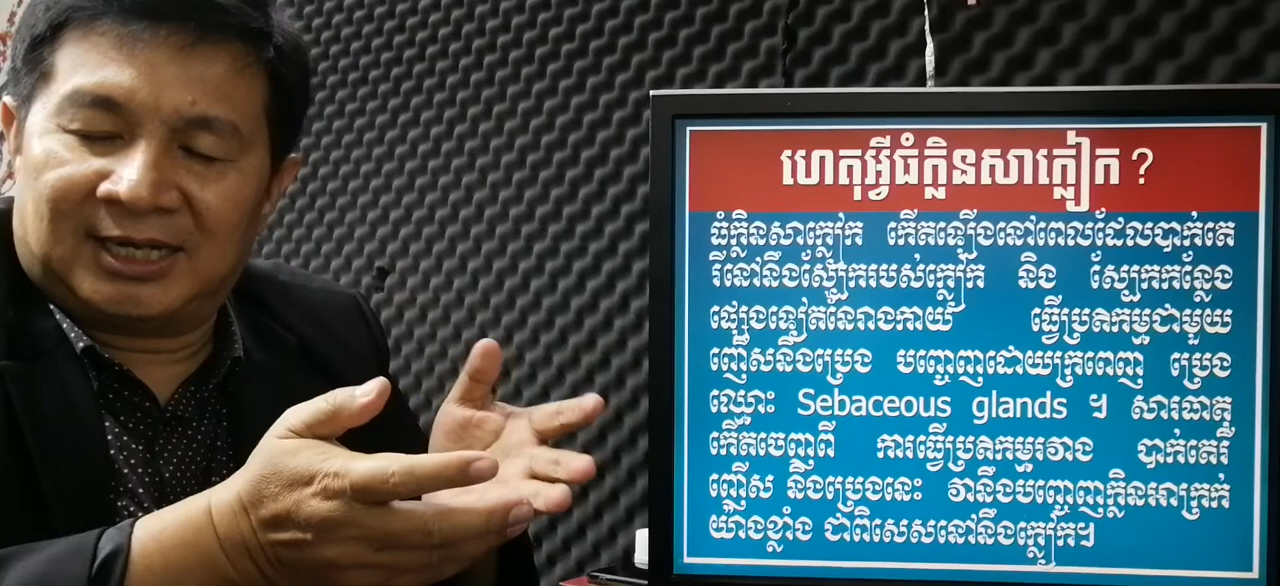 ហេតុអ្វីធំក្លិនសាក្លៀក ?
ធំក្លិនសាក្លៀក កើតឡើងនៅពេលដែលបាក់តេ
រីនៅនឹងស្បែករបស់ក្លៀក និង ស្បែកកន្លែង
ផ្សេងទៀតនៃរាងកាយ ធ្វើប្រតិកម្មជាមួយ
ញើសនិងប្រេង បញ្ចេញដោយក្រពេញ ប្រេង
ឈ្មោះ Sebaceous glands ។ សារធាតុ
កើតចេញពី ការធ្វើប្រតិកម្មរវាង បាក់តេរី
ញើស និងប្រេងនេះ វានឹងបញ្ចេញក្លិនអាក្រក់
យ៉ាងខ្លាំង ជាពិសេសនៅនឹងក្លៀក។